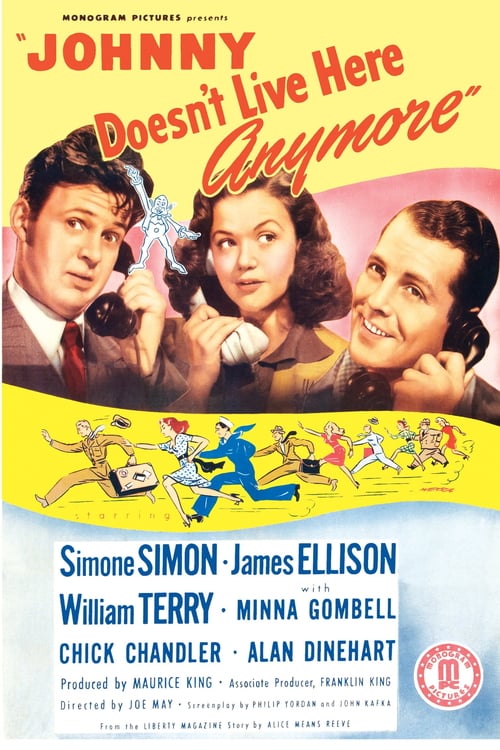 MONOGRAM PICTURES presents
"JOHNNY
Doesn't Live Here
Anymore"
starring
Simone SIMON · James ELLISON
with
William TERRY · MINNA GOMBELL
CHICK CHANDLER · ALAN DINEHART
Produced by MAURICE KING · Associate Producer, FRANKLIN KING
Directed by JOE MAY · Screenplay by PHILIP YORDAN and JOHN KAFKA
From the LIBERTY MAGAZINE Story by ALICE MEANS REEVE
MONOGRAM
M
PC
PICTURES